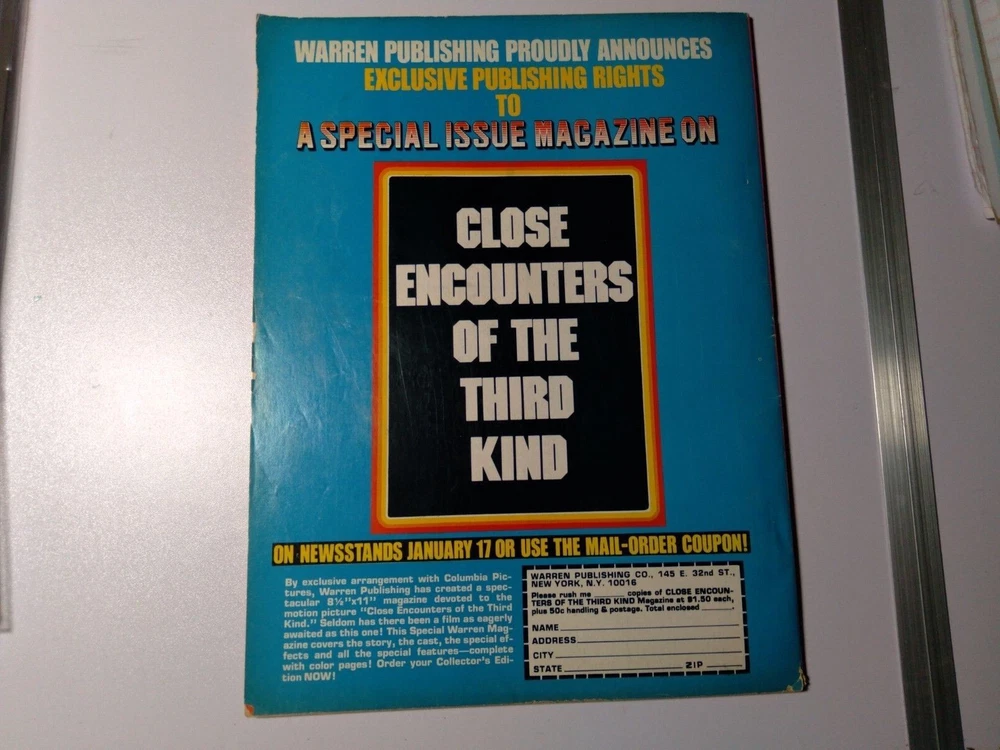 WARREN PUBLISHING PROUDLY ANNOUNCES
EXCLUSIVE PUBLISHING RIGHTS
TO
A SPECIAL ISSUE MAGAZINE ON
CLOSE
ENCOUNTERS
OF THE
THIRD
KIND
ON NEWSSTANDS JANUARY 17 OR USE THE MAIL-ORDER COUPON!
By exclusive arrangement with Columbia Pic-
tures, Warren Publishing has created a spec-
tacular 8½"x11" magazine devoted to the
motion picture "Close Encounters of the Third
Kind." Seldom has there been a film as eagerly
awaited as this one! This Special Warren Mag-
azine covers the story, the cast, the special ef-
fects and all the special features—complete
with color pages! Order your Collector's Edi-
tion NOW!
WARREN PUBLISHING CO., 145 E. 32nd ST.,
NEW YORK, N.Y. 10016
Please rush me ______ copies of CLOSE ENCOUN-
TERS OF THE THIRD KIND Magazine at $1.50 each,
plus 50c handling & postage. Total enclosed ______.
NAME
ADDRESS
CITY
STATE ZIP